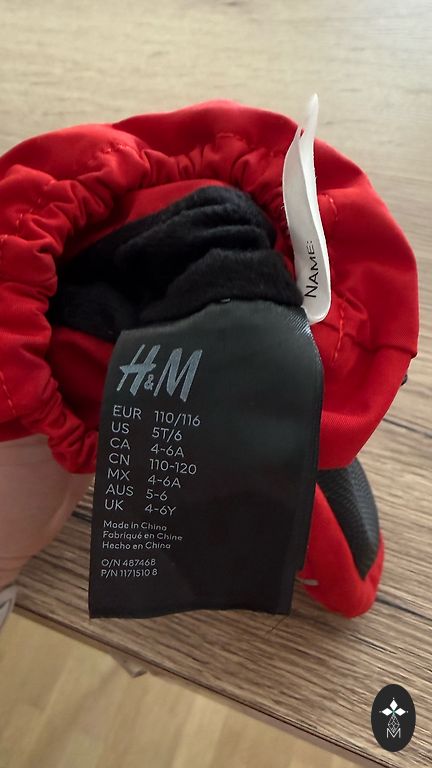 NAME:
H&M
EUR 110/116
US 5T/6
CA 4-6A
CN 110-120
MX 4-6A
AUS 5-6
UK 4-6Y
Made in China
Fabriqué en Chine
Hecho en China
O/N 487468
P/N 1171510 8
M